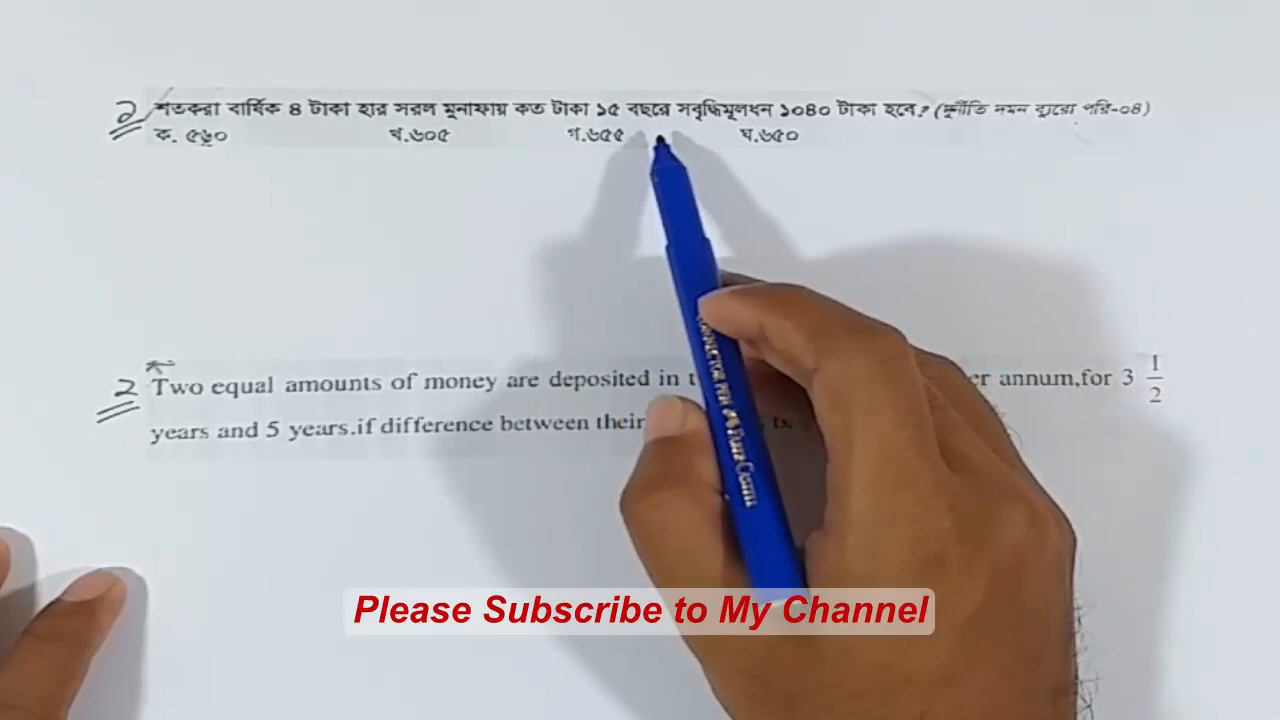 ১ শতকরা বার্ষিক ৪ টাকা হার সরল মুনাফায় কত টাকা ১৫ বছরে সবৃদ্ধিমূলধন ১০৪০ টাকা হবে? (দুর্নীতি দমন ব্যুরো পরি-০৪)
ক. ৫৬০ খ.৬০৫ গ.৬৫৫ ঘ.৬৫০
2 Two equal amounts of money are deposited in annum,for 3 1/2
years and 5 years.if difference between their
Please Subscribe to My Channel